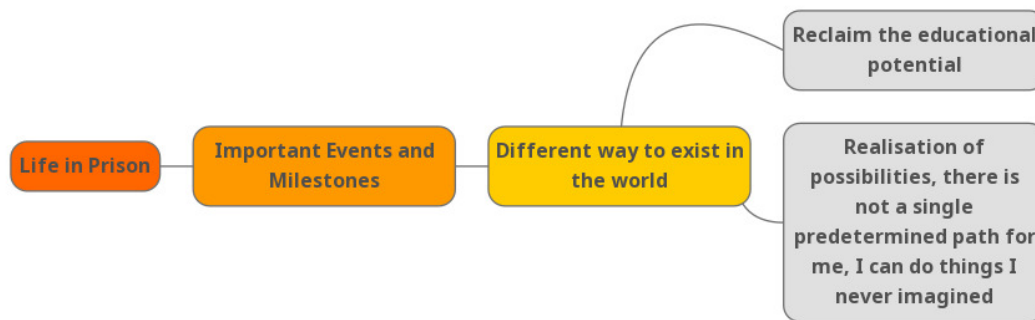 Life in Prison
Important Events and
Milestones
Different way to exist in
the world
Reclaim the educational
potential
Realisation of
possibilities, there is
not a single
predetermined path for
me, I can do things I
never imagined